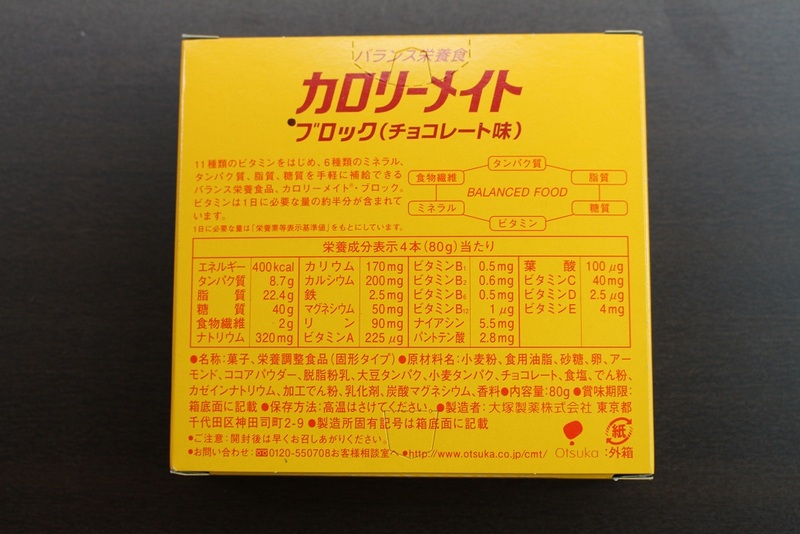 バランス栄養食
カロリーメイト
ブロック(チョコレート味)
11種類のビタミンをはじめ、6種類のミネラル、
タンパク質、脂質、糖質を手軽に補給できる
バランス栄養食品、カロリーメイト®・ブロック。
ビタミンは1日に必要な量の約半分が含まれて
います。
1日に必要な量は「栄養素等表示基準値」をもとにしています。
タンパク質
食物繊維 脂質
BALANCED FOOD
ミネラル 糖質
ビタミン
栄養成分表示4本(80g)当たり
エネルギー 400kcal カリウム 170mg ビタミンB₁ 0.5mg 葉酸 100μg
タンパク質 8.7g カルシウム 200mg ビタミンB₂ 0.6mg ビタミンC 40mg
脂質 22.4g 鉄 2.5mg ビタミンB₆ 0.5mg ビタミンD 2.5μg
糖質 40g マグネシウム 50mg ビタミンB₁₂ 1μg ビタミンE 4mg
食物繊維 2g リン 90mg ナイアシン 5.5mg
ナトリウム 320mg ビタミンA 225μg パントテン酸 2.8mg
●名称:菓子、栄養調整食品(固形タイプ)●原材料名:小麦粉、食用油脂、砂糖、卵、アー
モンド、ココアパウダー、脱脂粉乳、大豆タンパク、小麦タンパク、チョコレート、食塩、でん粉、
カゼインナトリウム、加工でん粉、乳化剤、炭酸マグネシウム、香料●内容量:80g●賞味期限:
箱底面に記載●保存方法:高温はさけてください。●製造者:大塚製薬株式会社 東京都
千代田区神田司町2-9●製造所固有記号は箱底面に記載
●ご注意:開封後は早くお召しあがりください。
●お問い合わせ:0120-550708お客様相談室へ●http://www.otsuka.co.jp/cmt/ Otsuka 紙:外箱